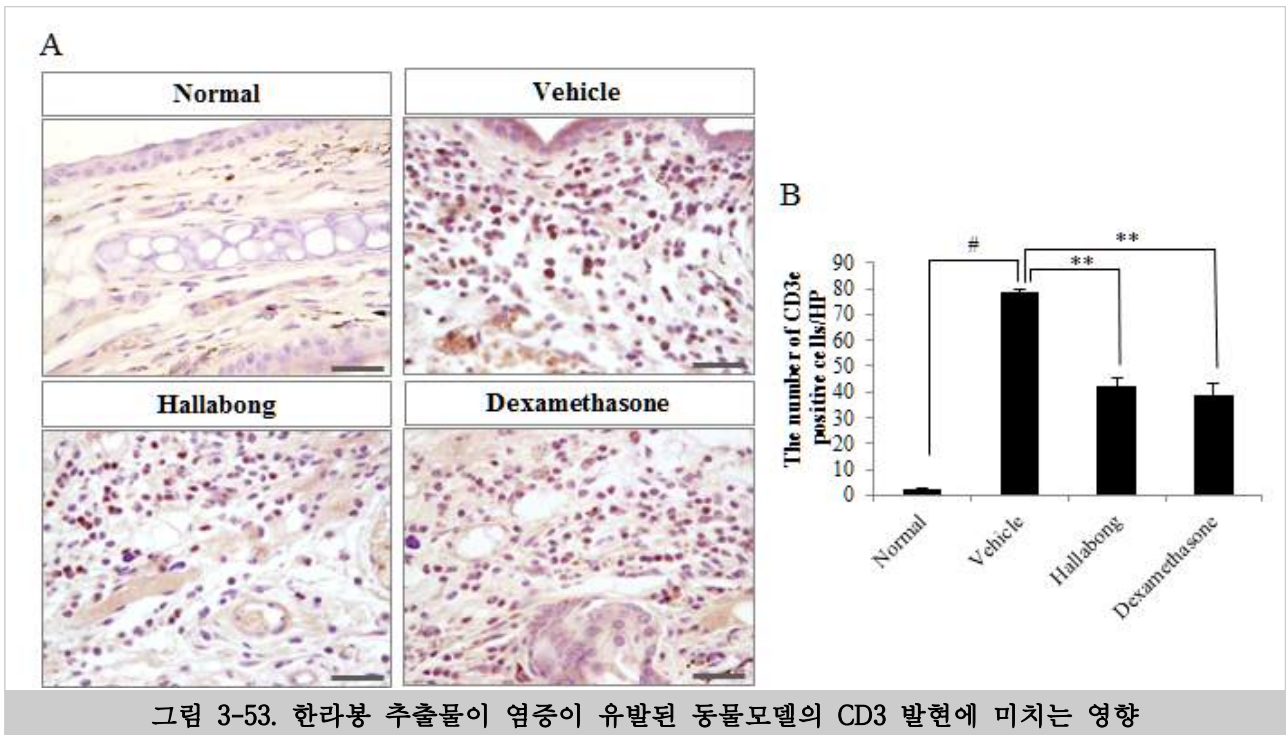 A
Normal
Vehicle
Hallabong
Dexamethasone
B
The number of CD3e
positive cells/HP
90
80
70
60
50
40
30
20
10
0
#
**
**
Normal
Vehicle
Hallabong
Dexamethasone
그림 3-53. 한라봉 추출물이 염증이 유발된 동물모델의 CD3 발현에 미치는 영향